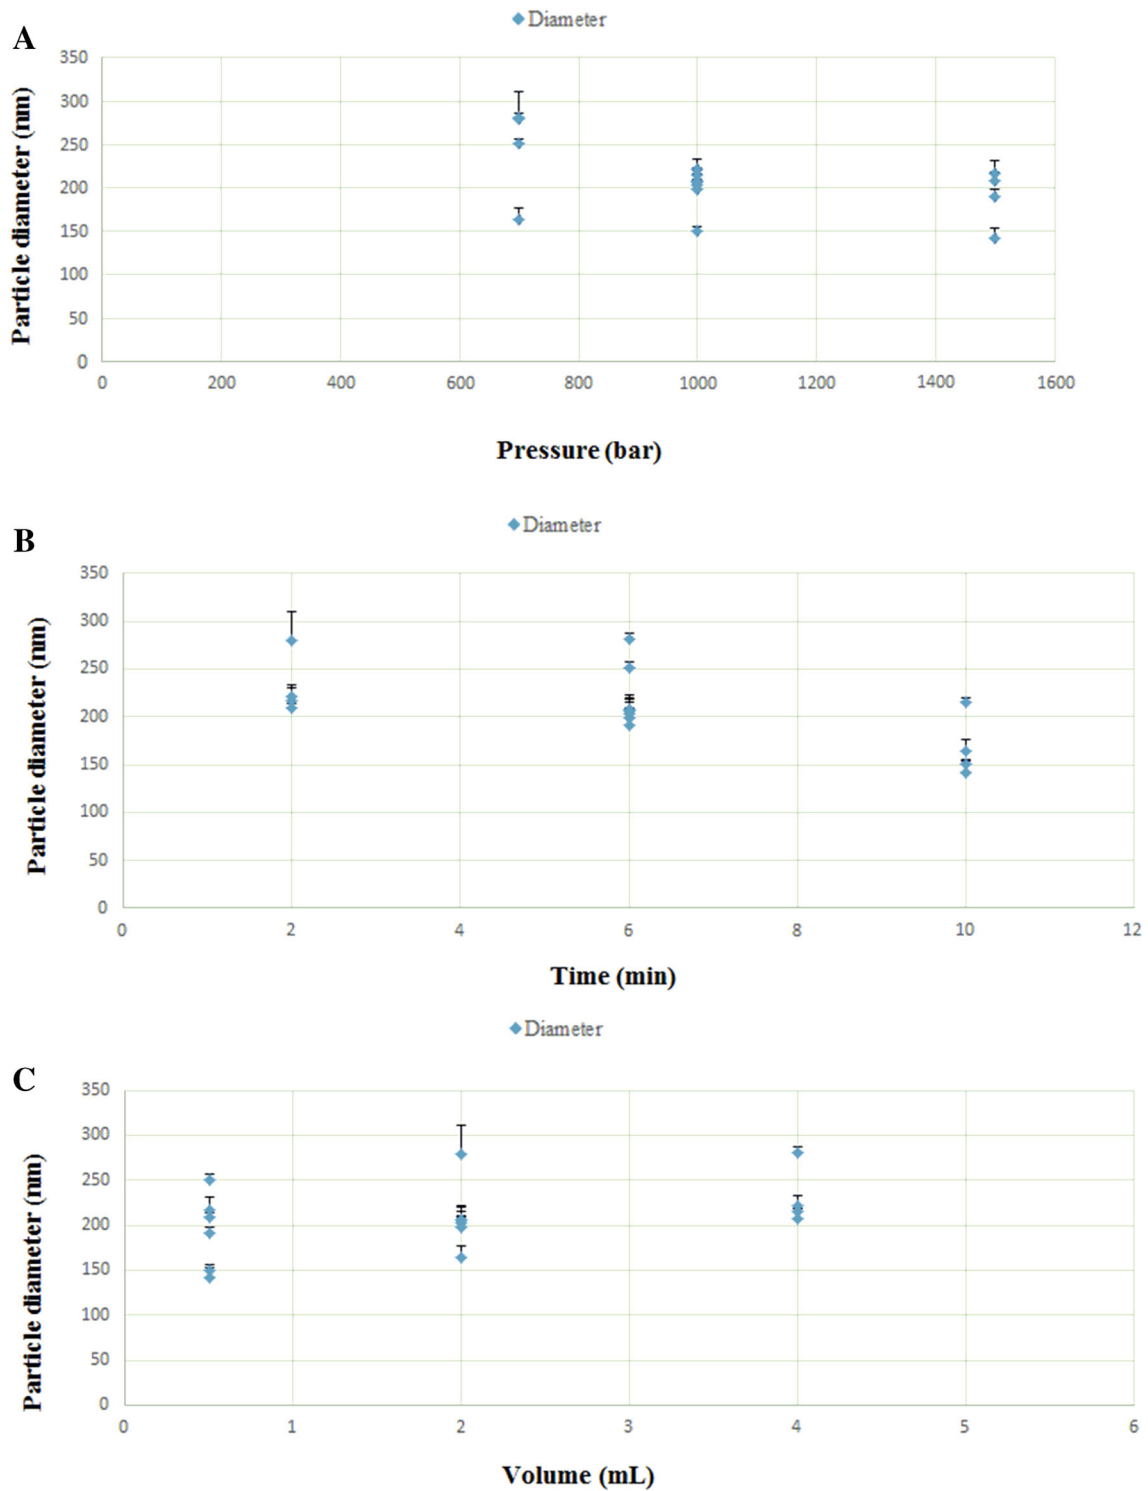 A
Diameter
Particle diameter (nm)
350
300
250
200
150
100
50
0
0 200 400 600 800 1000 1200 1400 1600
Pressure (bar)
B
Diameter
Particle diameter (nm)
350
300
250
200
150
100
50
0
0 2 4 6 8 10 12
Time (min)
C
Diameter
Particle diameter (nm)
350
300
250
200
150
100
50
0
0 1 2 3 4 5 6
Volume (mL)